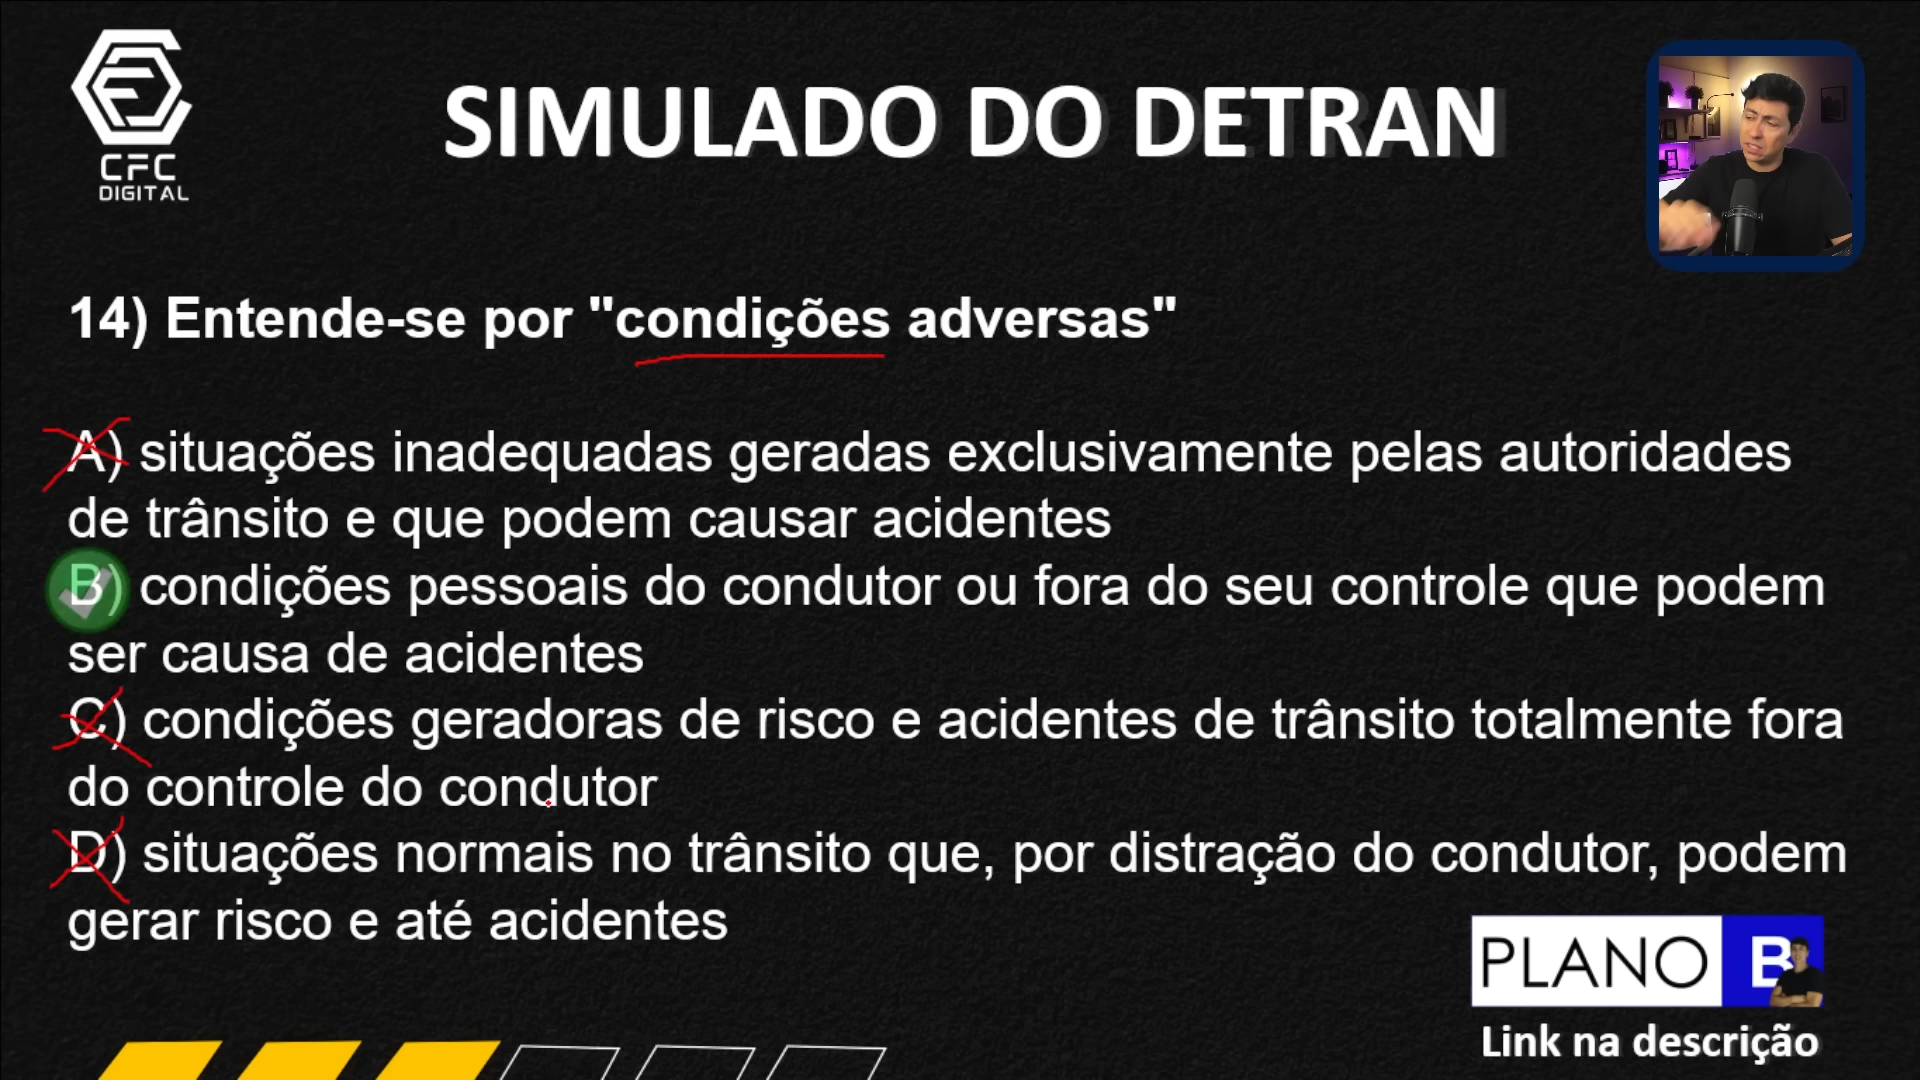 CFC
DIGITAL
SIMULADO DO DETRAN
14) Entende-se por "condições adversas"
A) situações inadequadas geradas exclusivamente pelas autoridades
de trânsito e que podem causar acidentes
B) condições pessoais do condutor ou fora do seu controle que podem
ser causa de acidentes
C) condições geradoras de risco e acidentes de trânsito totalmente fora
do controle do condutor
D) situações normais no trânsito que, por distração do condutor, podem
gerar risco e até acidentes
PLANO B
Link na descrição